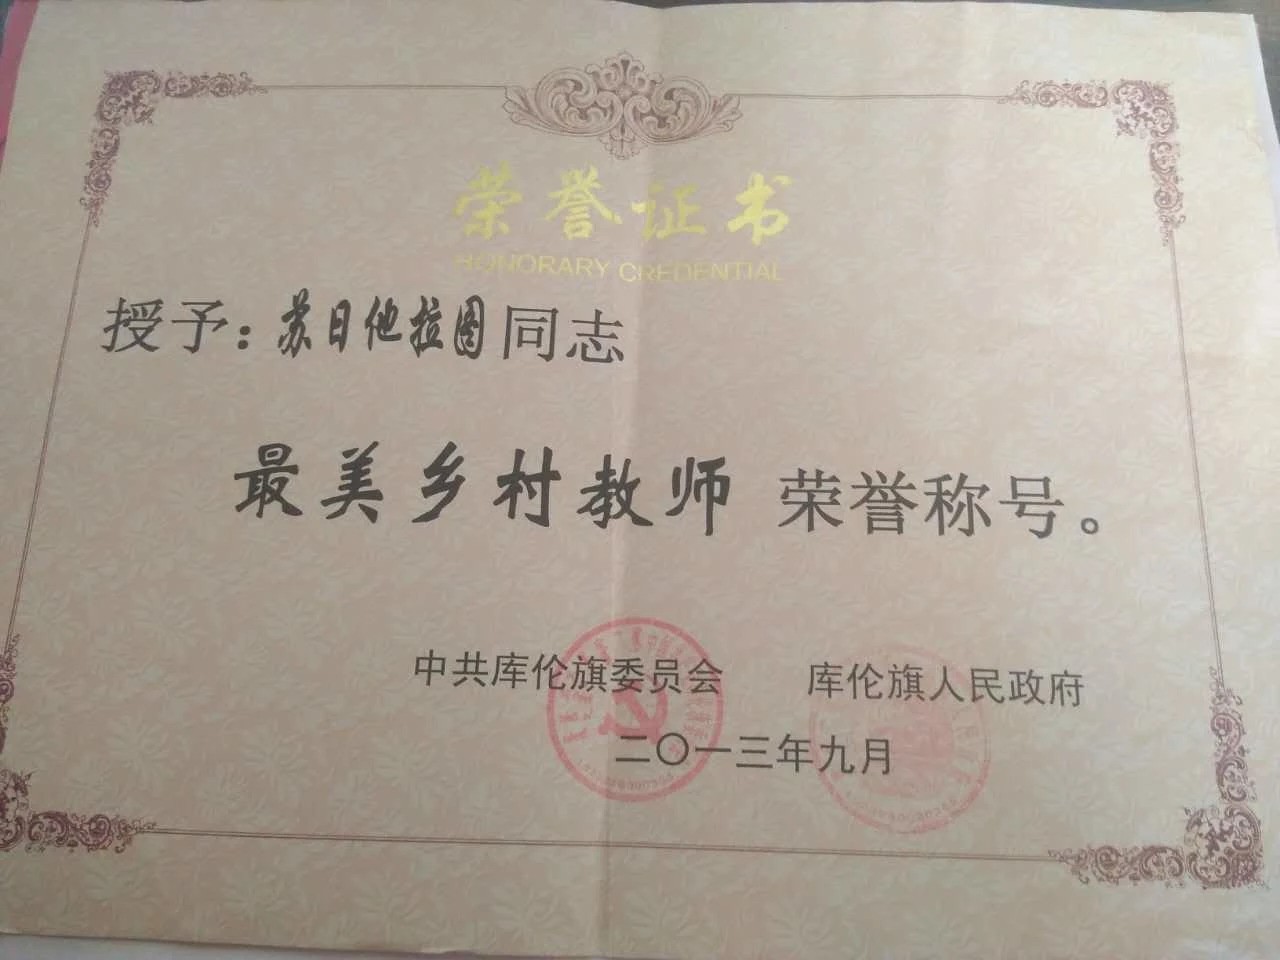 荣誉证书
HONORARY CREDENTIAL
授予：苏日他拉图同志
最美乡村教师 荣誉称号。
中共库伦旗委员会 库伦旗人民政府
二〇一三年九月